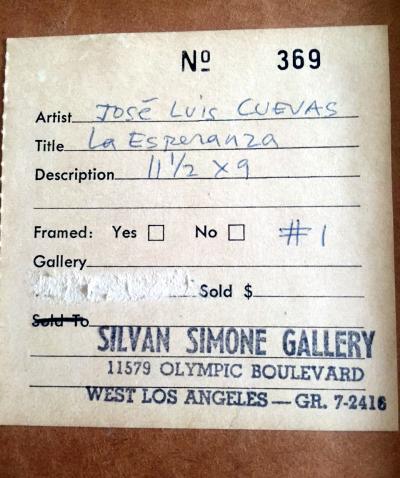 Nº 369
Artist José Luis CUEVAS
Title La Esperanza
Description 11 1/2 x 9
Framed: Yes No #1
Gallery
Sold $
Sold To
SILVAN SIMONE GALLERY
11579 OLYMPIC BOULEVARD
WEST LOS ANGELES — GR. 7-2416